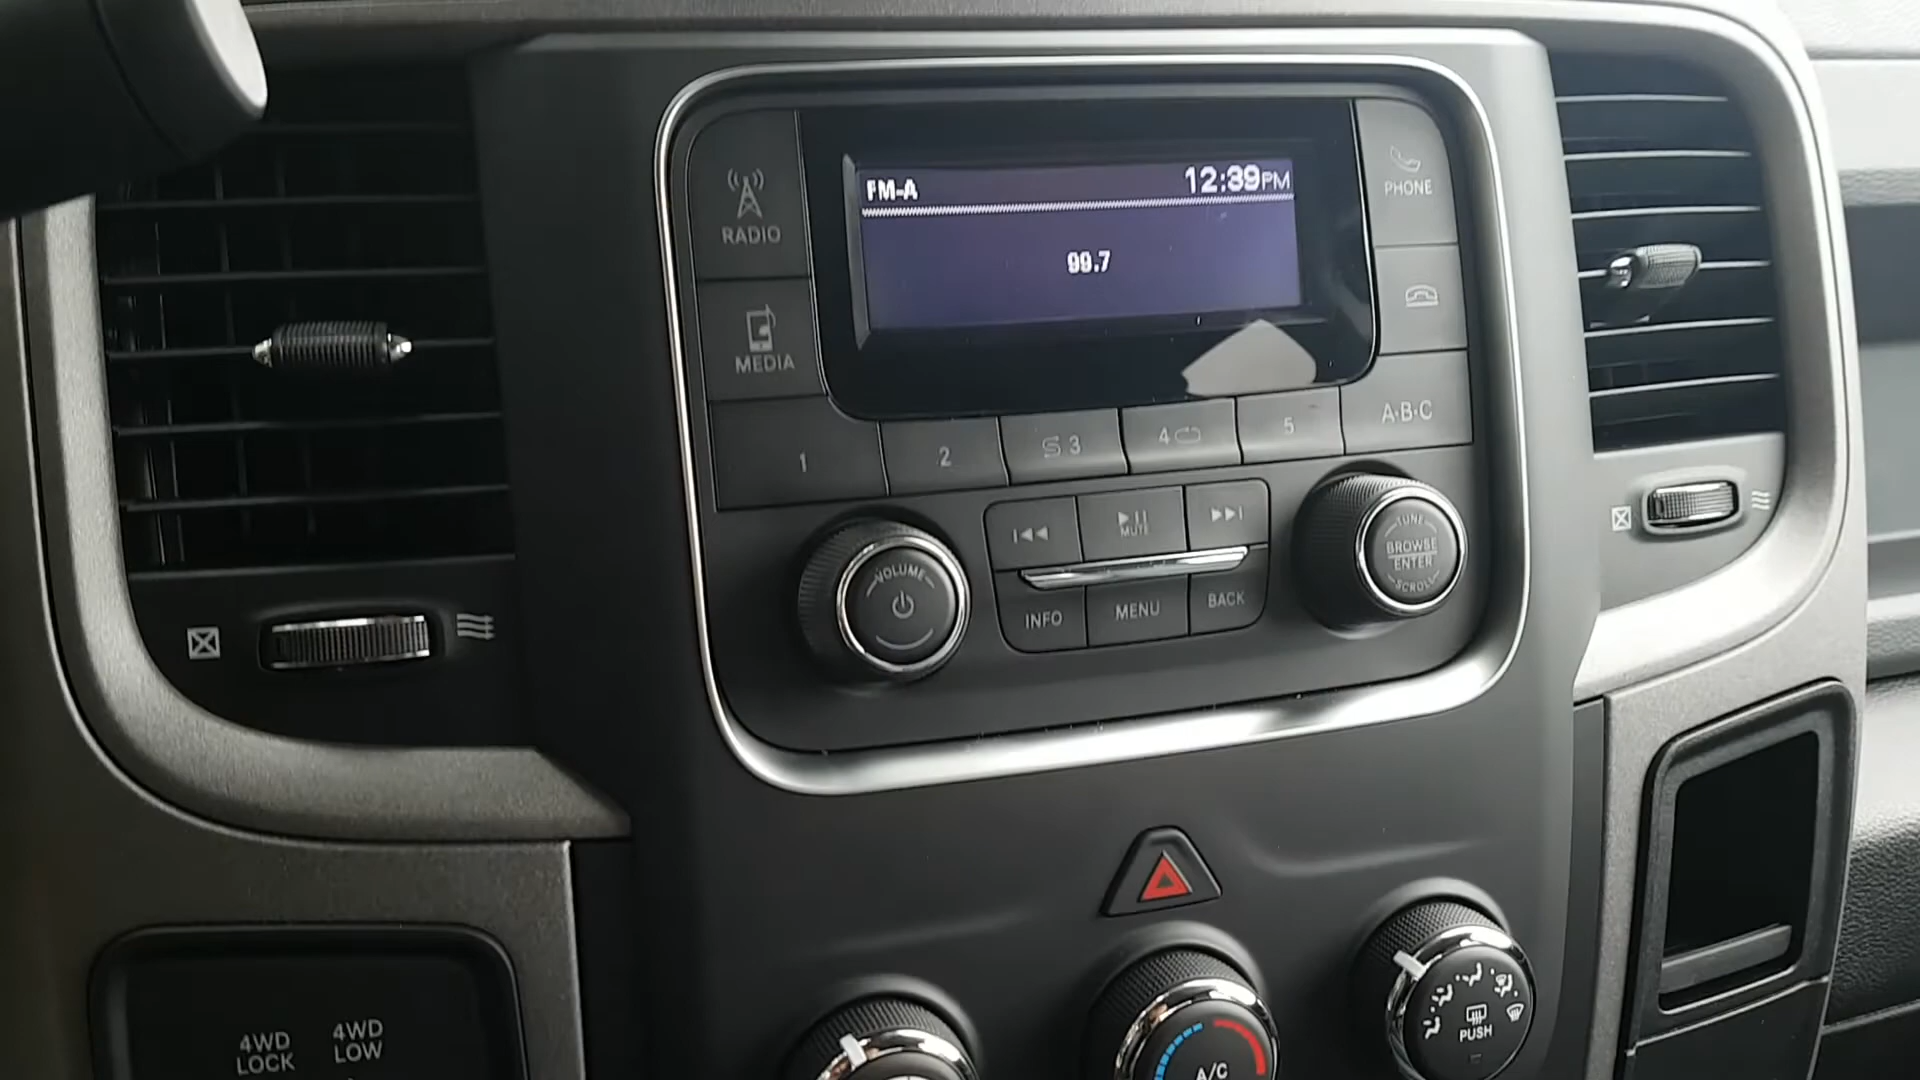 FM-A
12:39PM
99.7
RADIO
MEDIA
PHONE
1
2
3
4
5
A·B·C
MUTE
VOLUME
INFO
MENU
BACK
TUNE
BROWSE
ENTER
SCROLL
4WD
LOCK
4WD
LOW
A/C
PUSH